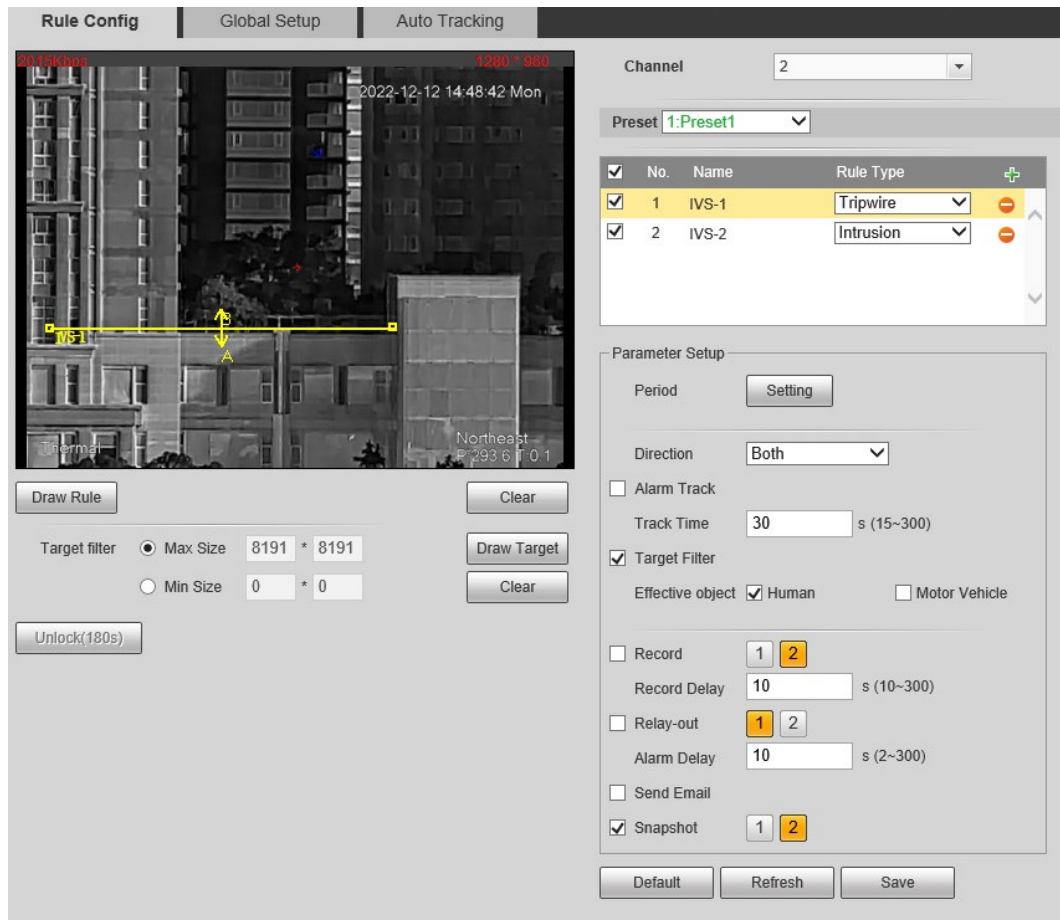 Rule Config
Global Setup
Auto Tracking
2015Kbps
1280 * 960
2022-12-12 14:48:42 Mon
B
IVS-1
A
Thermal
Northeast
P:293.6 T:0.1
Draw Rule
Clear
Target filter
Max Size
8191 * 8191
Draw Target
Min Size
0 * 0
Clear
Unlock(180s)
Channel
2
Preset
1:Preset1
No. Name Rule Type
1 IVS-1 Tripwire
2 IVS-2 Intrusion
Parameter Setup
Period
Setting
Direction
Both
Alarm Track
Track Time
30
s (15~300)
Target Filter
Effective object
Human
Motor Vehicle
Record
1 2
Record Delay
10
s (10~300)
Relay-out
1 2
Alarm Delay
10
s (2~300)
Send Email
Snapshot
1 2
Default
Refresh
Save